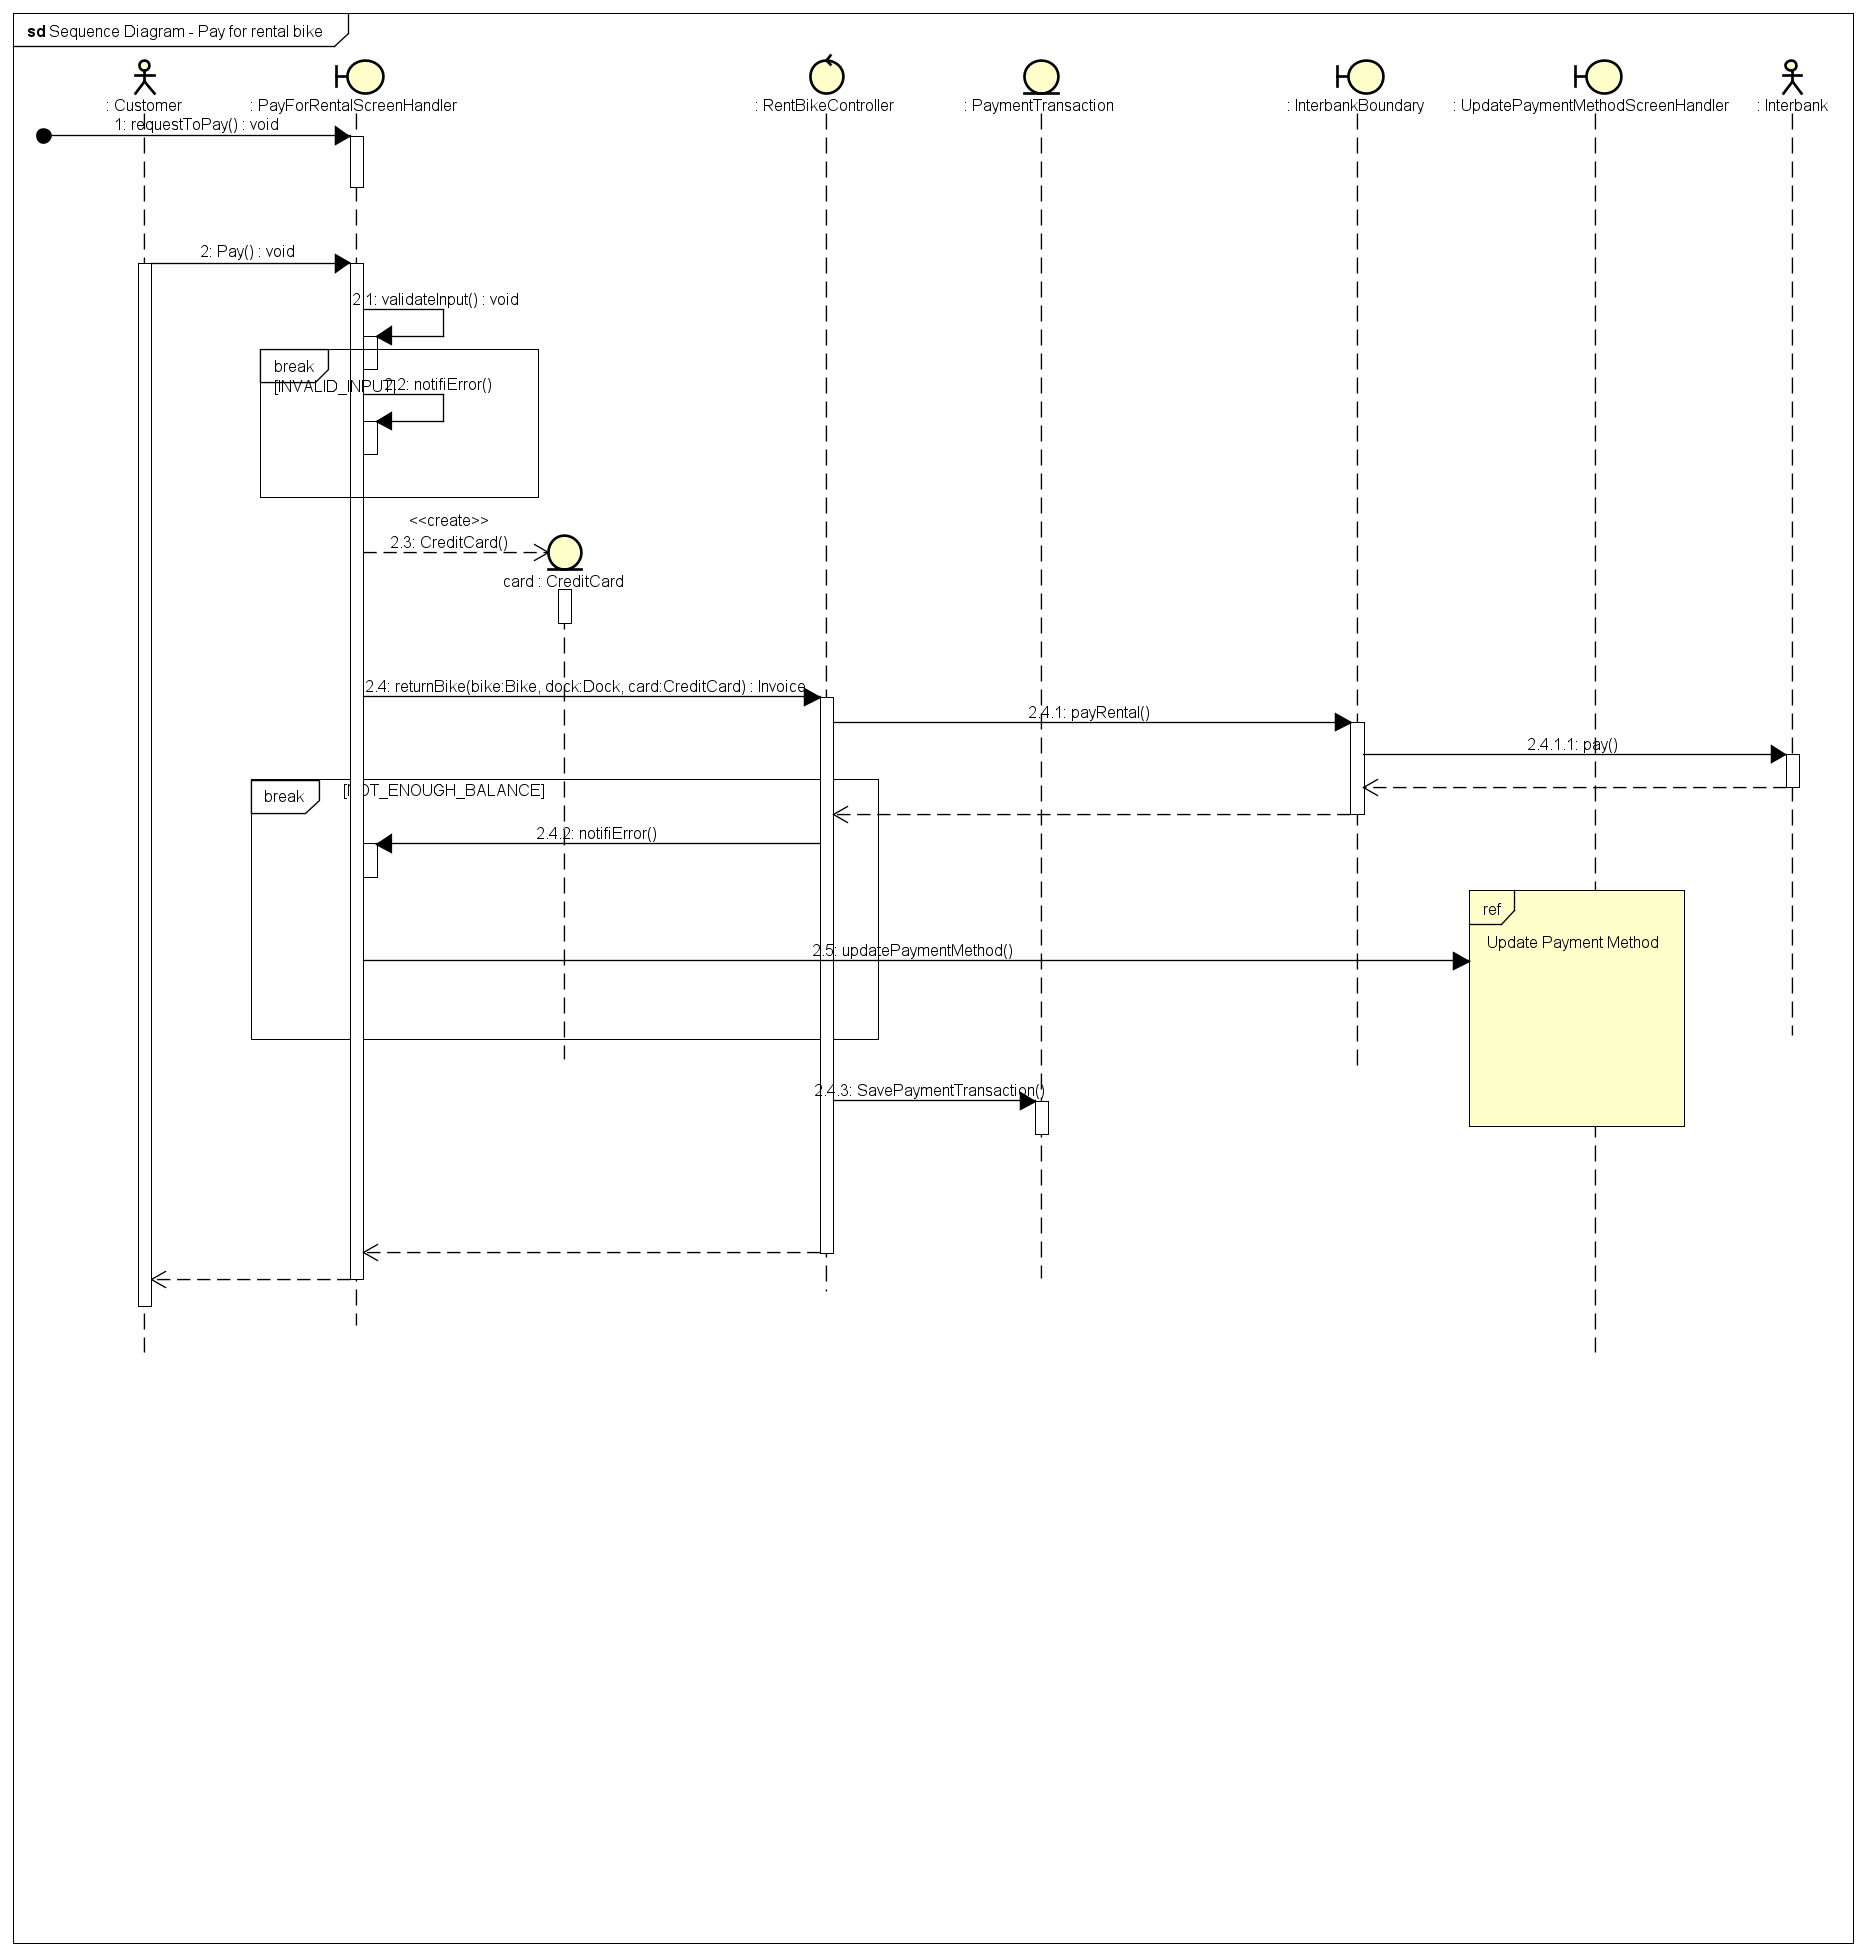 sd Sequence Diagram - Pay for rental bike
: Customer
: PayForRentalScreenHandler
: RentBikeController
: PaymentTransaction
: InterbankBoundary
: UpdatePaymentMethodScreenHandler
: Interbank
1: requestToPay() : void
2: Pay() : void
2.1: validateInput() : void
break
[INVALID_INPUT]
2.2: notifiError()
<<create>>
2.3: CreditCard()
card : CreditCard
2.4: returnBike(bike:Bike, dock:Dock, card:CreditCard) : Invoice
2.4.1: payRental()
2.4.1.1: pay()
break
[NOT_ENOUGH_BALANCE]
2.4.2: notifiError()
ref
Update Payment Method
2.5: updatePaymentMethod()
2.4.3: SavePaymentTransaction()